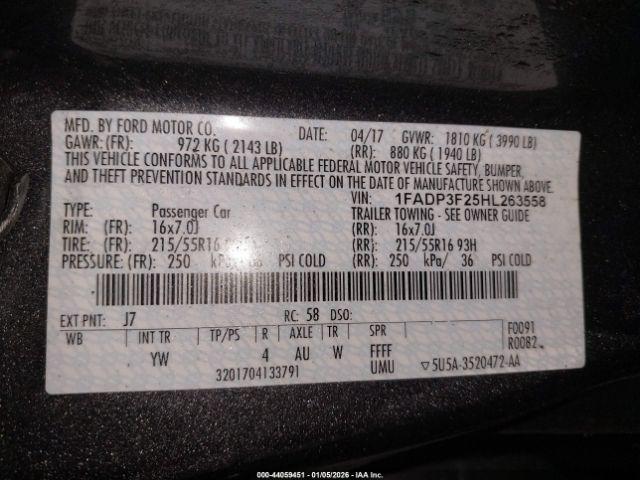 MFD. BY FORD MOTOR CO. DATE: 04/17 GVWR: 1810 KG ( 3990 LB)
GAWR: (FR): 972 KG ( 2143 LB) (RR): 880 KG ( 1940 LB)
THIS VEHICLE CONFORMS TO ALL APPLICABLE FEDERAL MOTOR VEHICLE SAFETY, BUMPER,
AND THEFT PREVENTION STANDARDS IN EFFECT ON THE DATE OF MANUFACTURE SHOWN ABOVE.
VIN: 1FADP3F25HL263558
TYPE: Passenger Car TRAILER TOWING - SEE OWNER GUIDE
RIM: (FR): 16x7.0J (RR): 16x7.0J
TIRE: (FR): 215/55R16 (RR): 215/55R16 93H
PRESSURE: (FR): 250 PSI COLD (RR): 250 kPa/ 36 PSI COLD
EXT PNT: J7 RC: 58 DSO: F0091
WB INT TR TP/PS R AXLE TR SPR R0082
YW 4 AU W FFFF
3201704133791 UMU ▽5U5A-3520472-AA
000-44059451 - 01/05/2026 - IAA Inc.